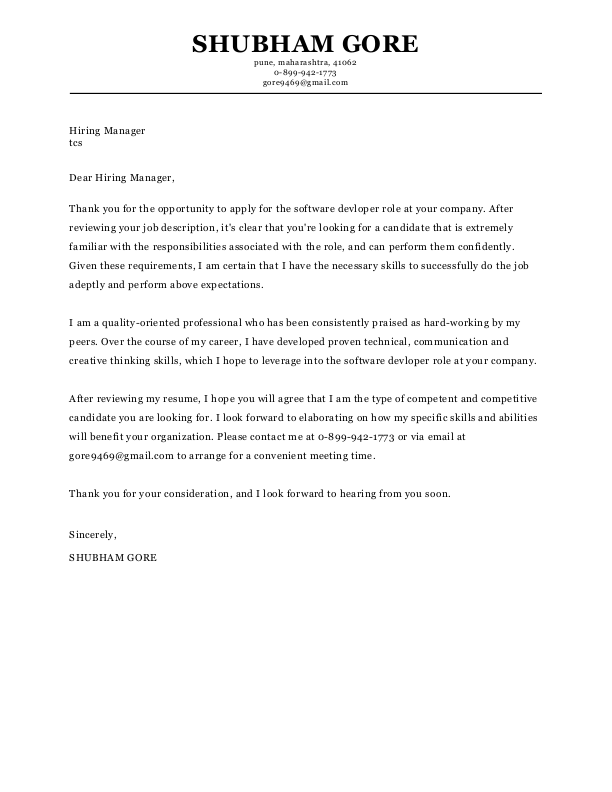 SHUBHAM GORE
pune, maharashtra, 41062
0-899-942-1773
gore9469@gmail.com
Hiring Manager
tcs
Dear Hiring Manager,
Thank you for the opportunity to apply for the software devloper role at your company. After
reviewing your job description, it's clear that you're looking for a candidate that is extremely
familiar with the responsibilities associated with the role, and can perform them confidently.
Given these requirements, I am certain that I have the necessary skills to successfully do the job
adeptly and perform above expectations.
I am a quality-oriented professional who has been consistently praised as hard-working by my
peers. Over the course of my career, I have developed proven technical, communication and
creative thinking skills, which I hope to leverage into the software devloper role at your company.
After reviewing my resume, I hope you will agree that I am the type of competent and competitive
candidate you are looking for. I look forward to elaborating on how my specific skills and abilities
will benefit your organization. Please contact me at 0-899-942-1773 or via email at
gore9469@gmail.com to arrange for a convenient meeting time.
Thank you for your consideration, and I look forward to hearing from you soon.
Sincerely,
SHUBHAM GORE